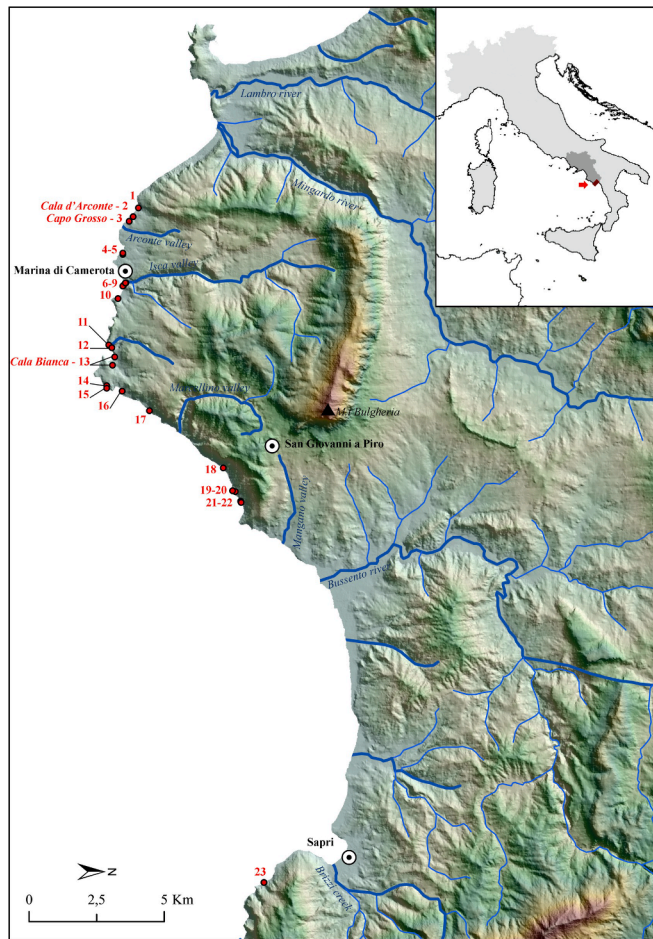 Lambro river
Mingardo river
1
Cala d'Arconte - 2
Capo Grosso - 3
Arconte valley
4-5
Marina di Camerota
Isca valley
6-9
10
11
12
Cala Bianca - 13
14
15
16
Marcellino valley
17
M.t Bulgheria
San Giovanni a Piro
18
19-20
21-22
Mangano valley
Bussento river
Sapri
Brizzi creek
23
N
0 2,5 5 Km